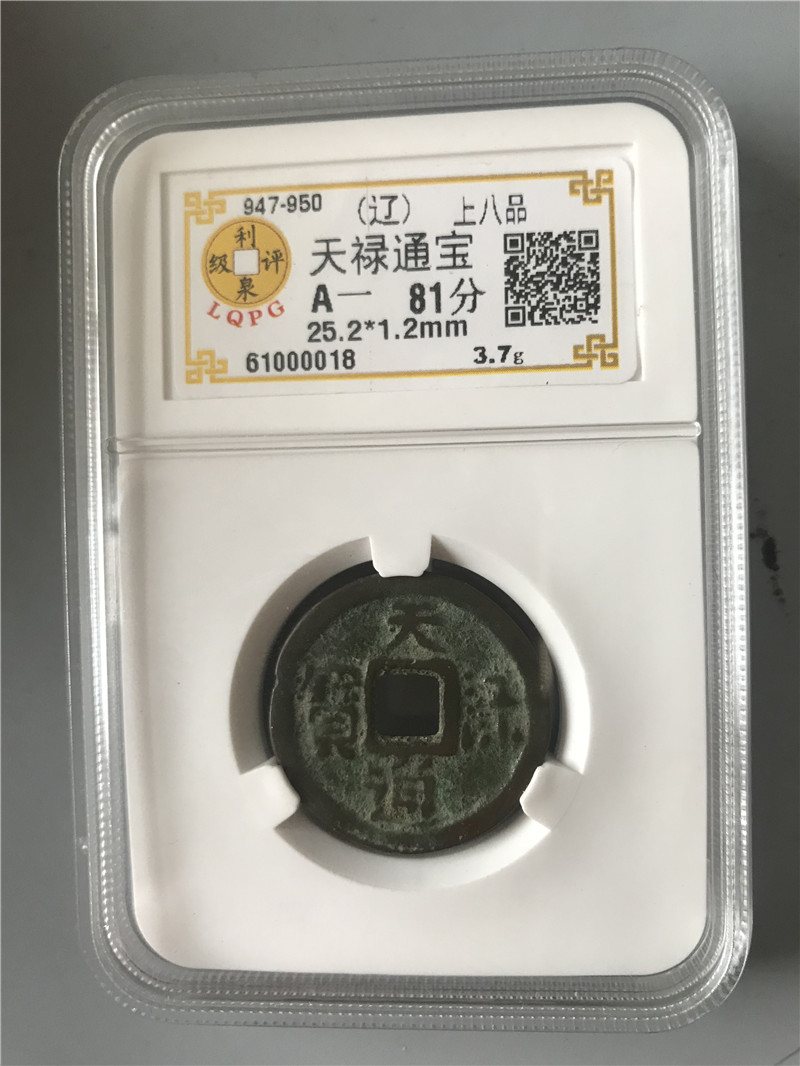 947-950 （辽） 上八品
利泉评级
天禄通宝
A一 81分
LQPG
25.2*1.2mm
61000018 3.7g
天禄通寶